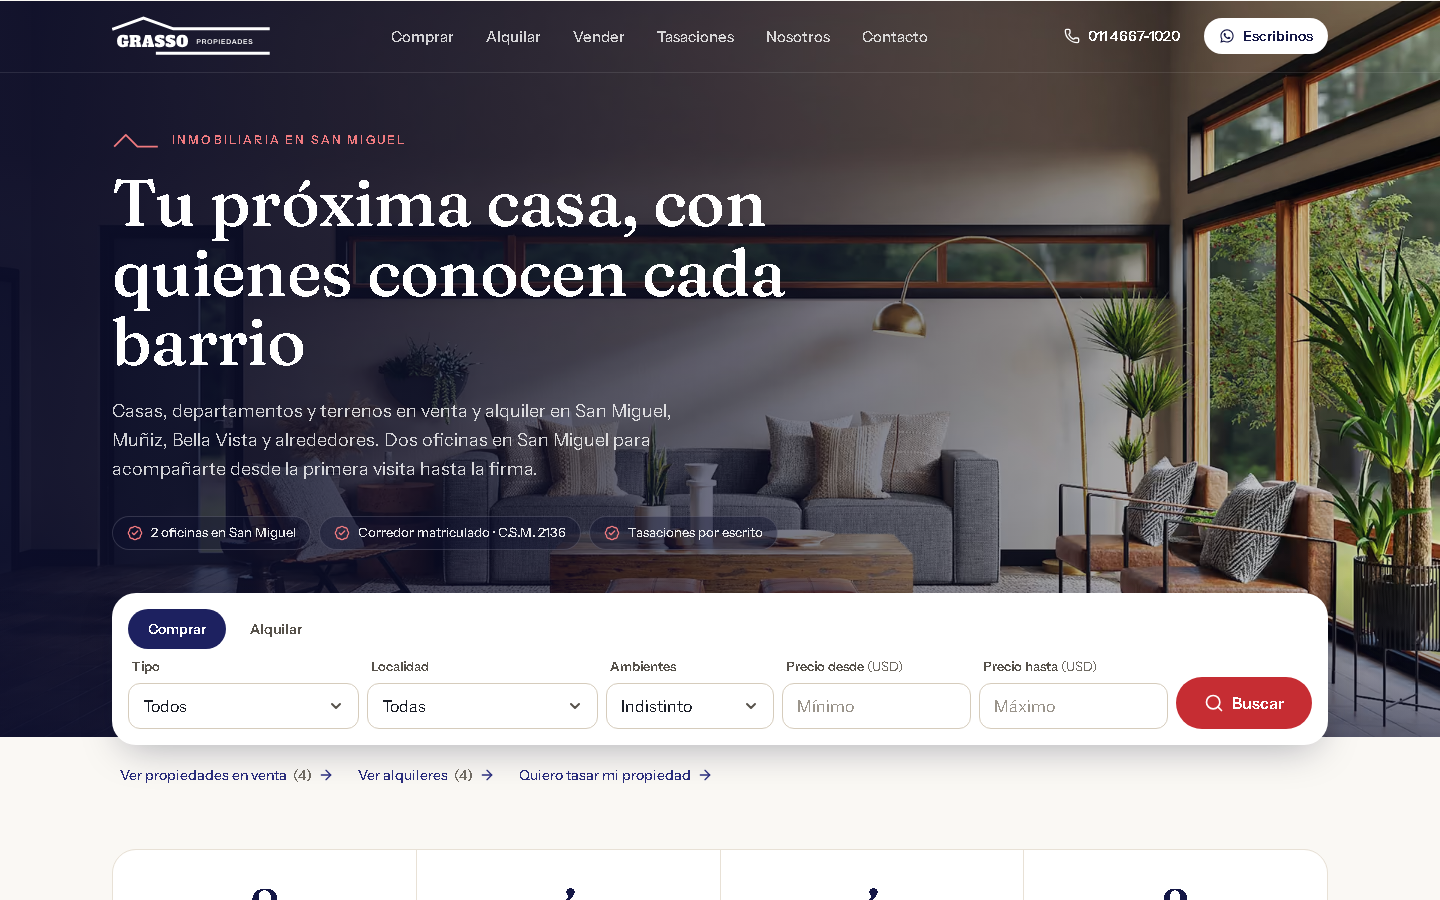 GRASSO PROPIEDADES
Comprar Alquilar Vender Tasaciones Nosotros Contacto
011 4667-1020
Escribinos
INMOBILIARIA EN SAN MIGUEL
Tu próxima casa, con
quienes conocen cada
barrio
Casas, departamentos y terrenos en venta y alquiler en San Miguel,
Muñiz, Bella Vista y alrededores. Dos oficinas en San Miguel para
acompañarte desde la primera visita hasta la firma.
2 oficinas en San Miguel
Corredor matriculado · C.S.M. 2136
Tasaciones por escrito
Comprar Alquilar
Tipo Localidad Ambientes Precio desde (USD) Precio hasta (USD)
Todos Todas Indistinto Mínimo Máximo Buscar
Ver propiedades en venta (4) Ver alquileres (4) Quiero tasar mi propiedad